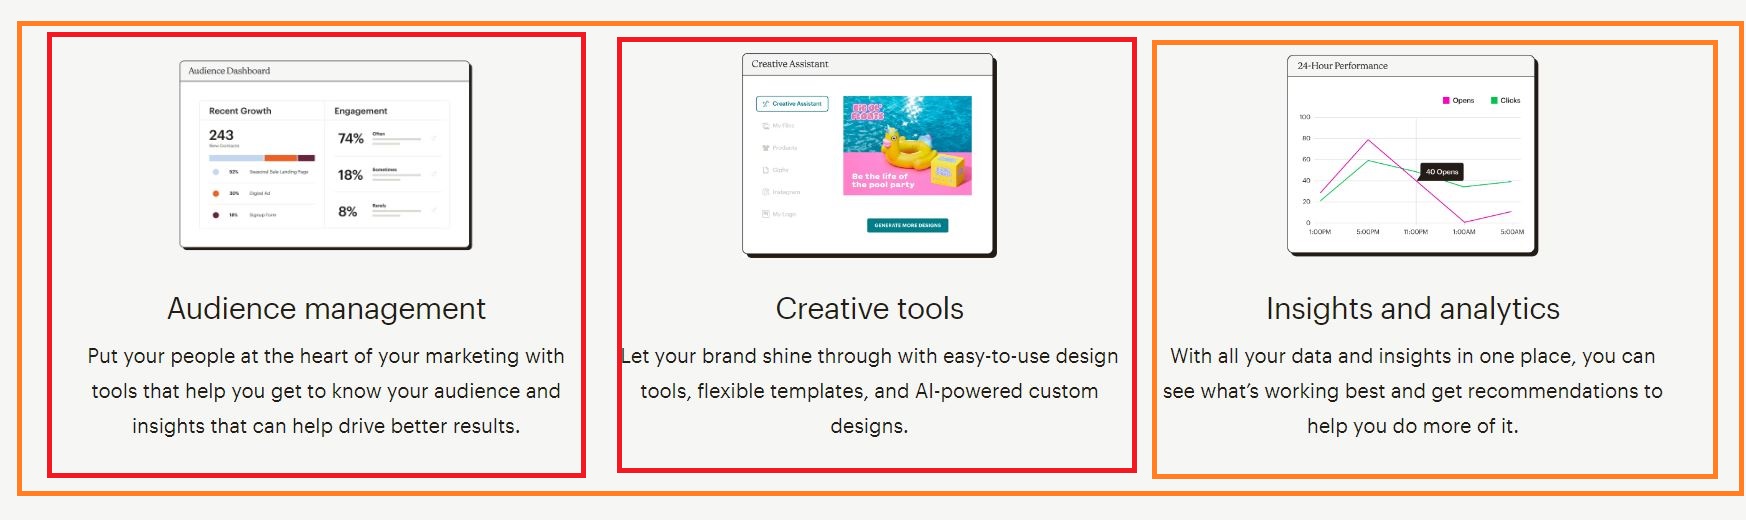 Audience Dashboard
Recent Growth
243
New Contacts
52% Seasonal Sale Landing Page
30% Digital Ad
18% Signup Form
Engagement
74% Often
18% Sometimes
8% Rarely
Audience management
Put your people at the heart of your marketing with
tools that help you get to know your audience and
insights that can help drive better results.
Creative Assistant
Creative Assistant
My Files
Products
Giphy
Instagram
My Logo
BIG OL'
FLOATS
Be the life of
the pool party
GENERATE MORE DESIGNS
Creative tools
Let your brand shine through with easy-to-use design
tools, flexible templates, and AI-powered custom
designs.
24-Hour Performance
Opens Clicks
100
80
60
40
20
0
40 Opens
1:00PM 5:00PM 11:00PM 1:00AM 5:00AM
Insights and analytics
With all your data and insights in one place, you can
see what’s working best and get recommendations to
help you do more of it.